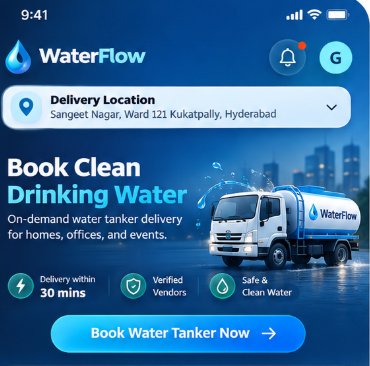 9:41
WaterFlow
G
Delivery Location
Sangeet Nagar, Ward 121 Kukatpally, Hyderabad
Book Clean
Drinking Water
On-demand water tanker delivery
for homes, offices, and events.
WaterFlow
Delivery within
30 mins
Verified
Vendors
Safe &
Clean Water
Book Water Tanker Now →